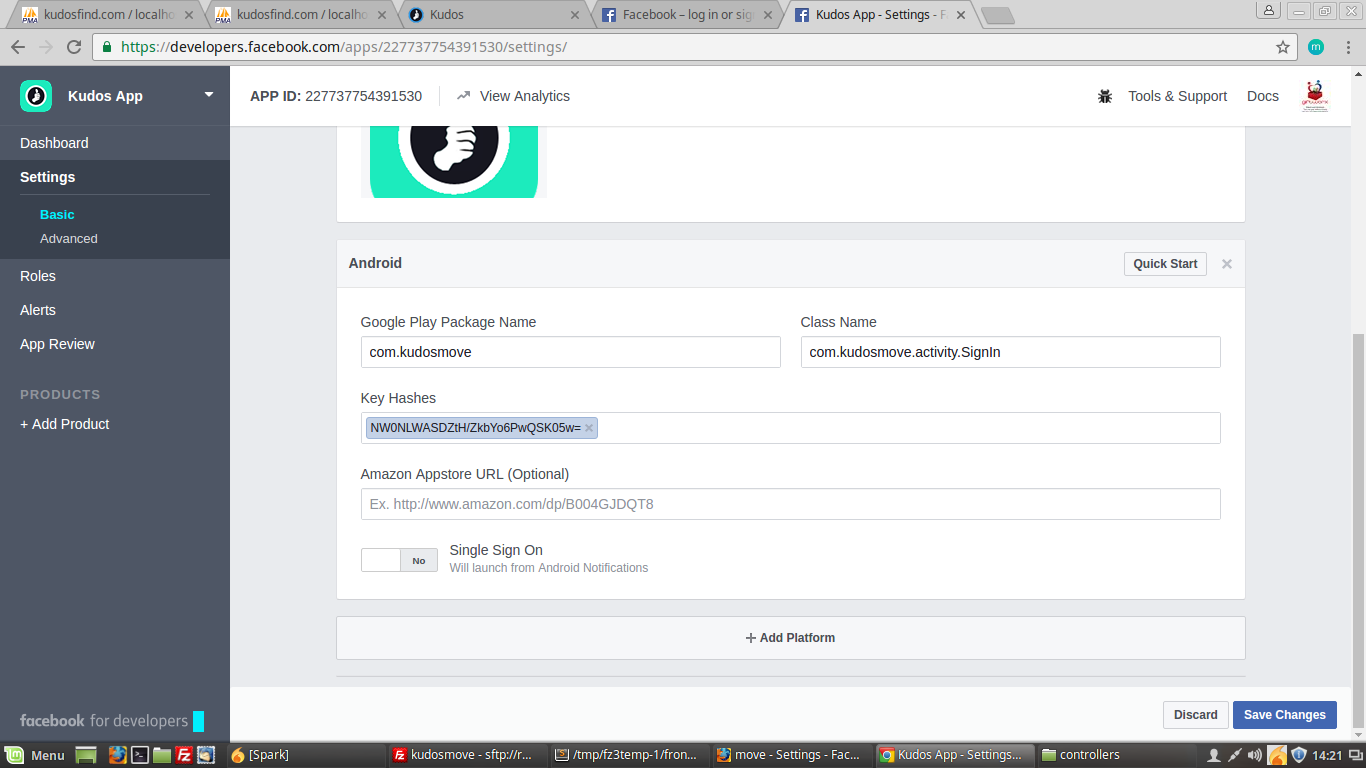 kudosfind.com / localho
kudosfind.com / localho
Kudos
Facebook – log in or sig
Kudos App - Settings - Fa
https://developers.facebook.com/apps/227737754391530/settings/
m
Kudos App
APP ID: 227737754391530
View Analytics
Tools & Support
Docs
Dashboard
Settings
Basic
Advanced
Roles
Alerts
App Review
PRODUCTS
+ Add Product
Android
Quick Start
Google Play Package Name
Class Name
com.kudosmove
com.kudosmove.activity.SignIn
Key Hashes
NW0NLWASDZtH/ZkbYo6PwQSK05w=
Amazon Appstore URL (Optional)
Ex. http://www.amazon.com/dp/B004GJDQT8
No
Single Sign On
Will launch from Android Notifications
+ Add Platform
facebook for developers
Discard
Save Changes
Menu
[Spark]
kudosmove - sftp://r...
/tmp/fz3temp-1/fron...
move - Settings - Fac...
Kudos App - Settings...
controllers
14:21